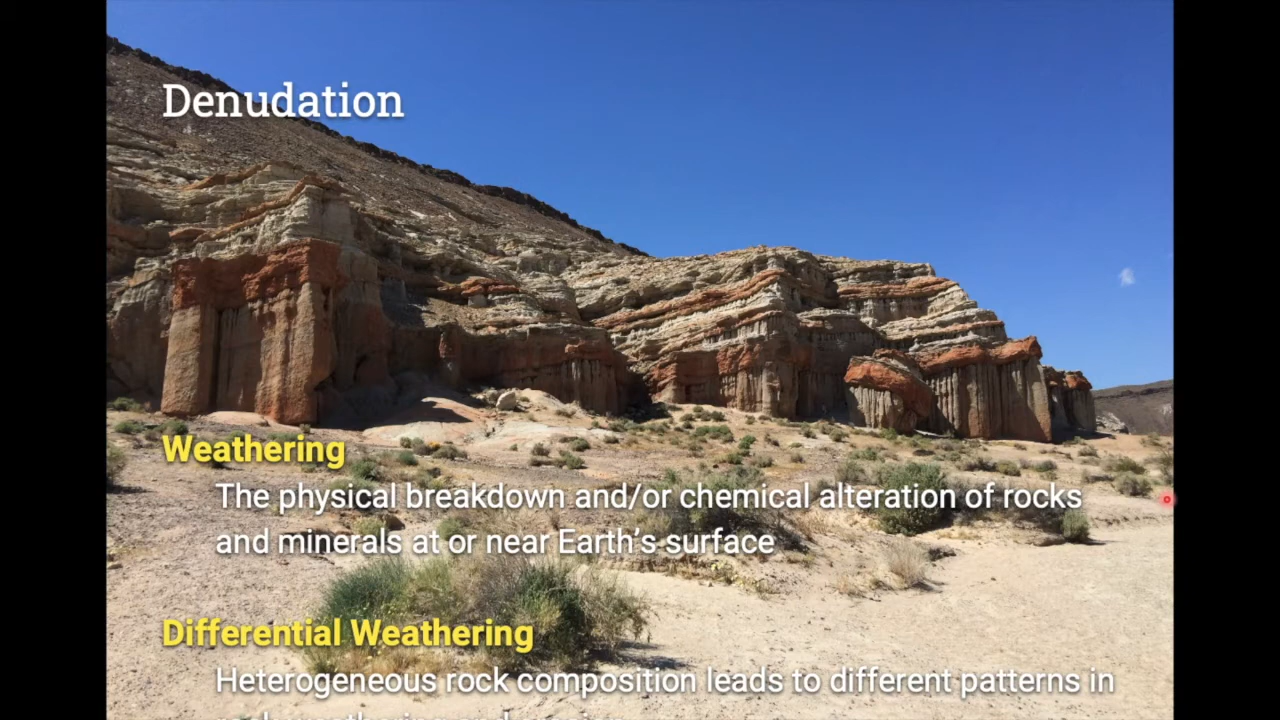 Denudation
Weathering
The physical breakdown and/or chemical alteration of rocks
and minerals at or near Earth’s surface
Differential Weathering
Heterogeneous rock composition leads to different patterns in